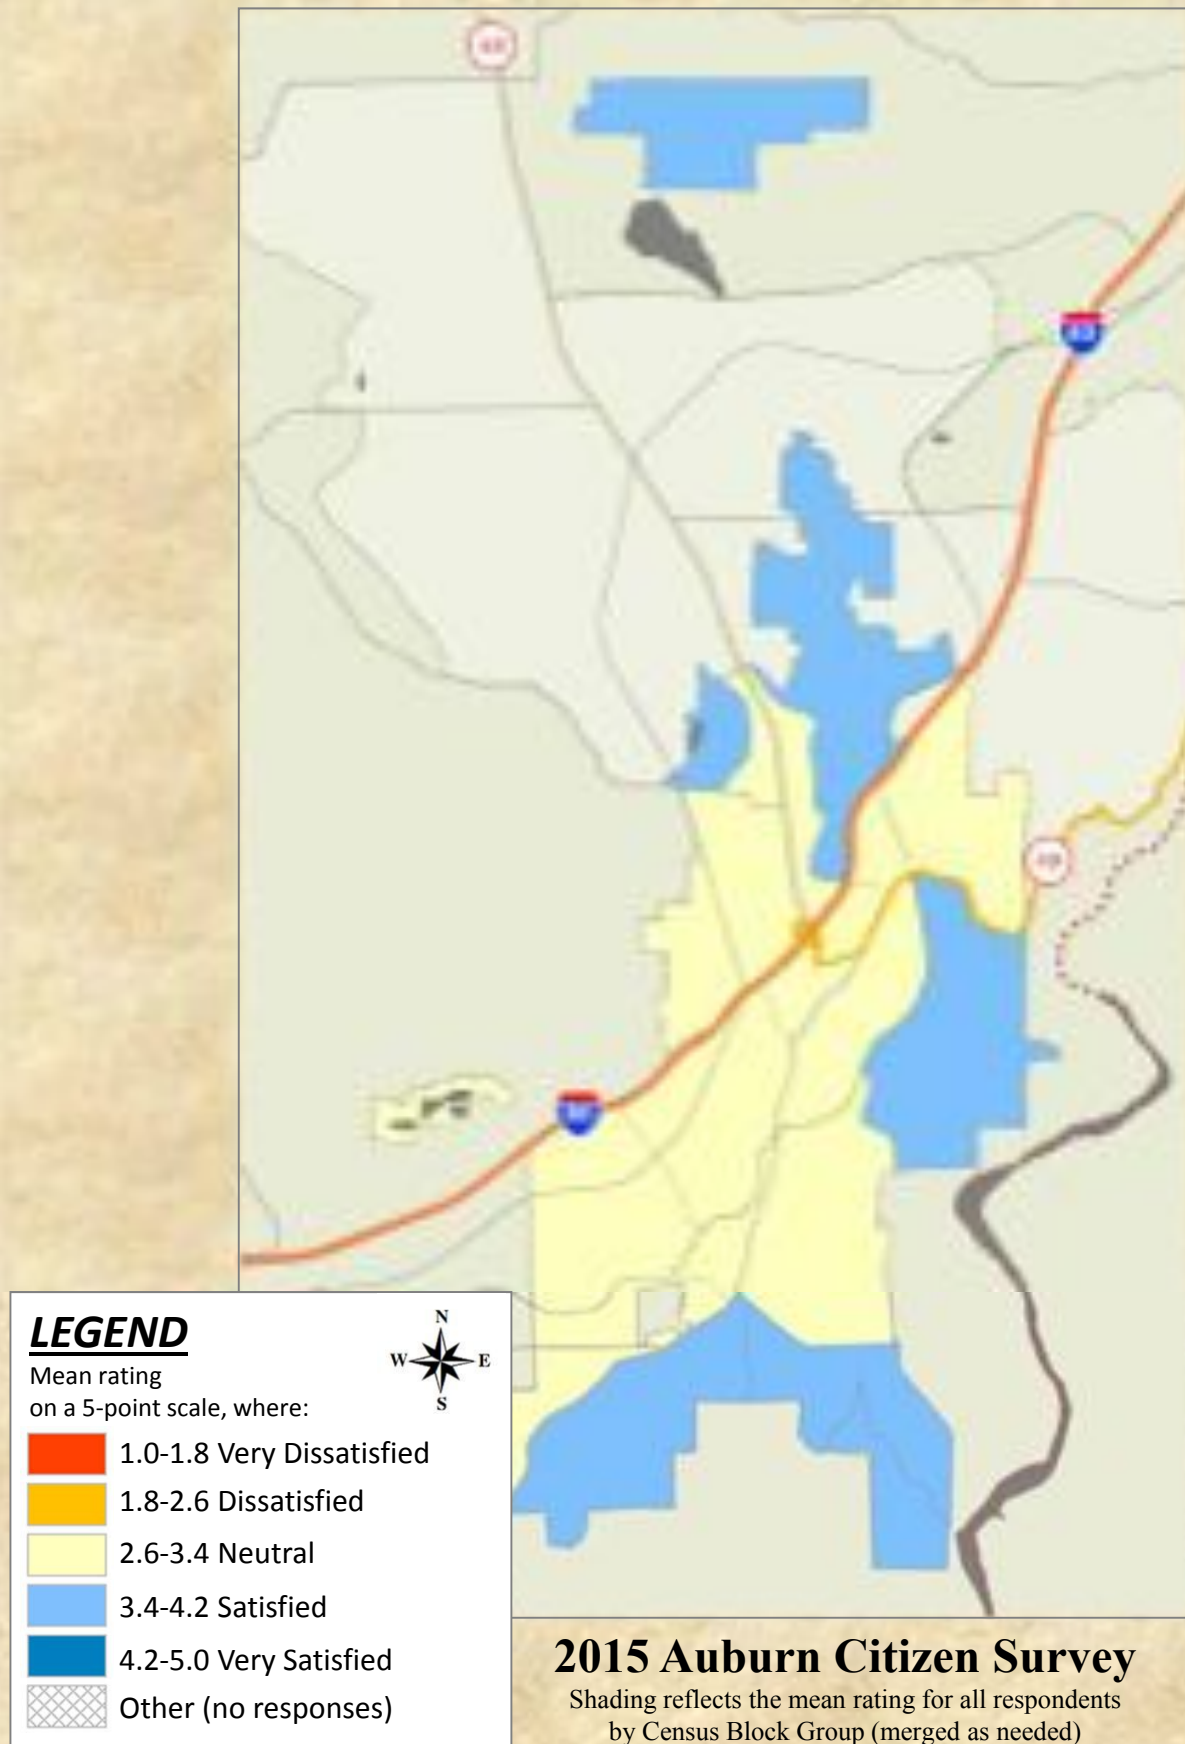 LEGEND
Mean rating
on a 5-point scale, where:
N
W E
S
1.0-1.8 Very Dissatisfied
1.8-2.6 Dissatisfied
2.6-3.4 Neutral
3.4-4.2 Satisfied
4.2-5.0 Very Satisfied
Other (no responses)
2015 Auburn Citizen Survey
Shading reflects the mean rating for all respondents
by Census Block Group (merged as needed)